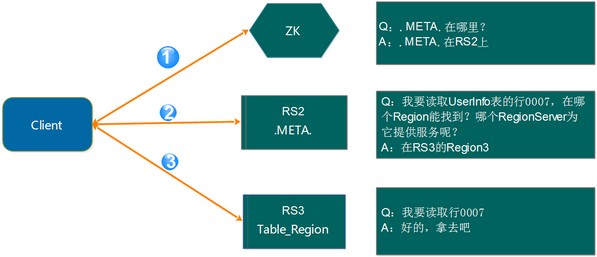 ZK
Q: .META.在哪里?
A: .META.在RS2上
1
Client
2
RS2
.META.
Q: 我要读取UserInfo表的行0007，在哪
个Region能找到? 哪个RegionServer为
它提供服务呢?
A: 在RS3的Region3
3
RS3
Table_Region
Q: 我要读取行0007
A: 好的，拿去吧